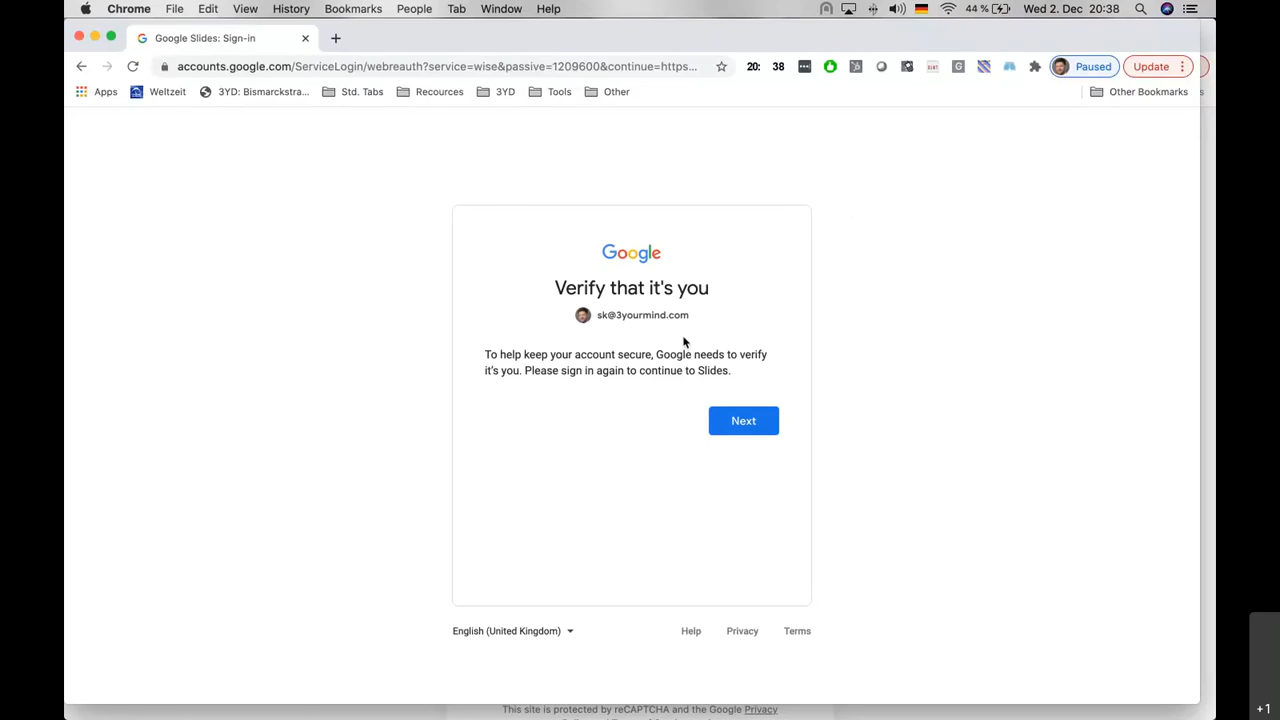 Chrome File Edit View History Bookmarks People Tab Window Help 44 % Wed 2. Dec 20:38
Google Slides: Sign-in
accounts.google.com/ServiceLogin/webreauth?service=wise&passive=1209600&continue=https... 20: 38 Paused Update
Apps Weltzeit 3YD: Bismarckstra... Std. Tabs Recources 3YD Tools Other Other Bookmarks
Google
Verify that it's you
sk@3yourmind.com
To help keep your account secure, Google needs to verify
it's you. Please sign in again to continue to Slides.
Next
English (United Kingdom) Help Privacy Terms
This site is protected by reCAPTCHA and the Google Privacy
+1